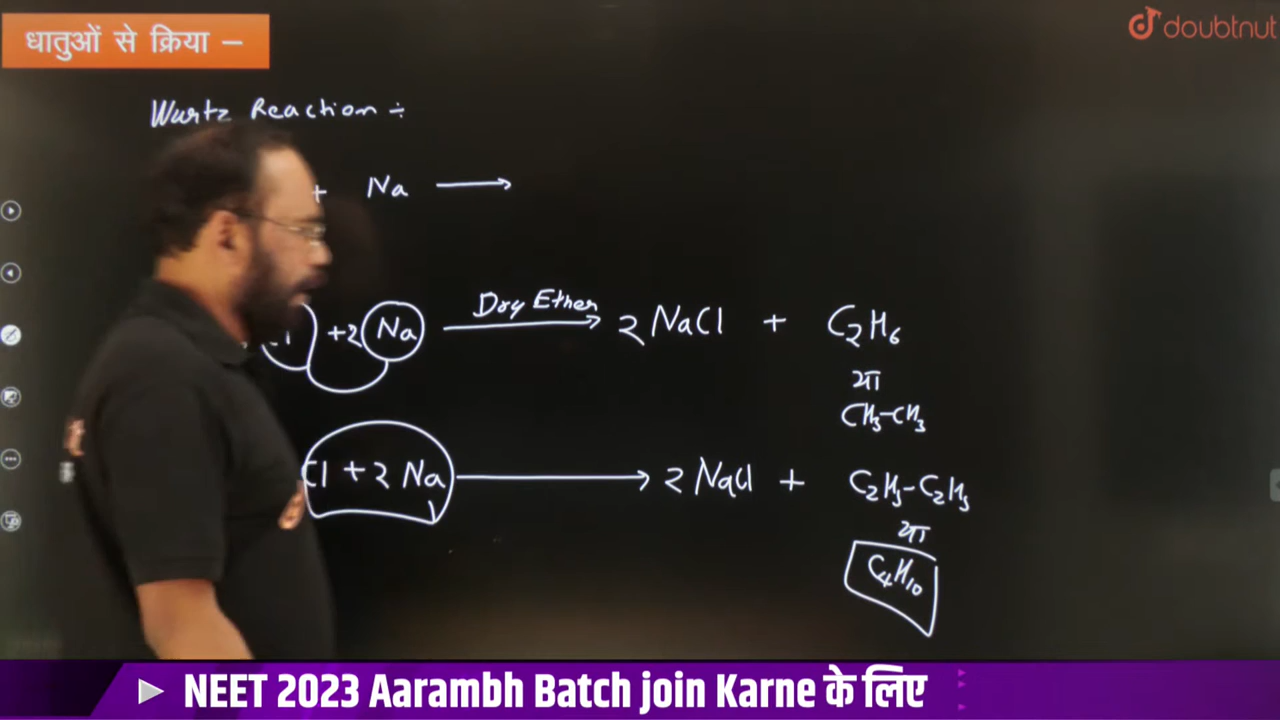 धातुओं से क्रिया –
doubtnut
Wurtz Reaction ÷
+ Na ⟶
Cl +2 Na Dry Ether ⟶ 2 NaCl + C₂H₆
या
CH₃-CH₃
Cl + 2 Na ⟶ 2 NaCl + C₂H₅-C₂H₅
या
C₄H₁₀
NEET 2023 Aarambh Batch join Karne के लिए